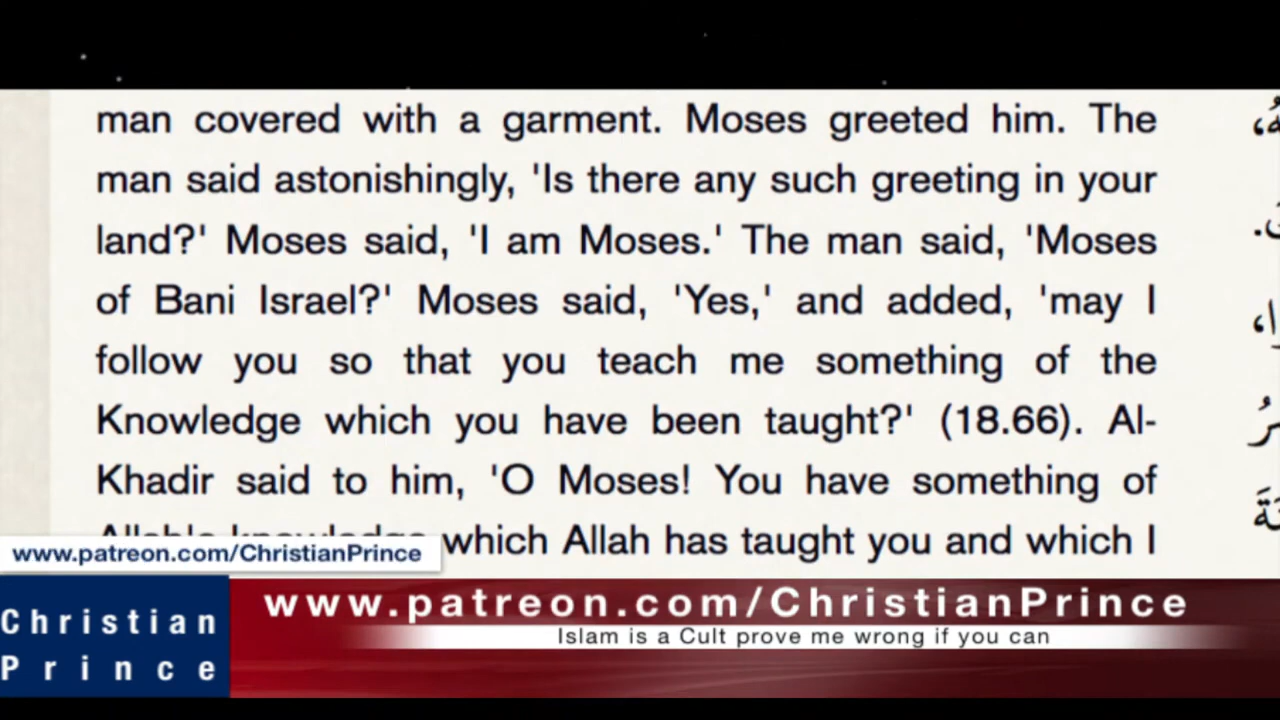 man covered with a garment. Moses greeted him. The
man said astonishingly, 'Is there any such greeting in your
land?' Moses said, 'I am Moses.' The man said, 'Moses
of Bani Israel?' Moses said, 'Yes,' and added, 'may I
follow you so that you teach me something of the
Knowledge which you have been taught?' (18.66). Al-
Khadir said to him, 'O Moses! You have something of
Allah's knowledge which Allah has taught you and which I
www.patreon.com/ChristianPrince
www.patreon.com/ChristianPrince
Islam is a Cult prove me wrong if you can
Christian
Prince